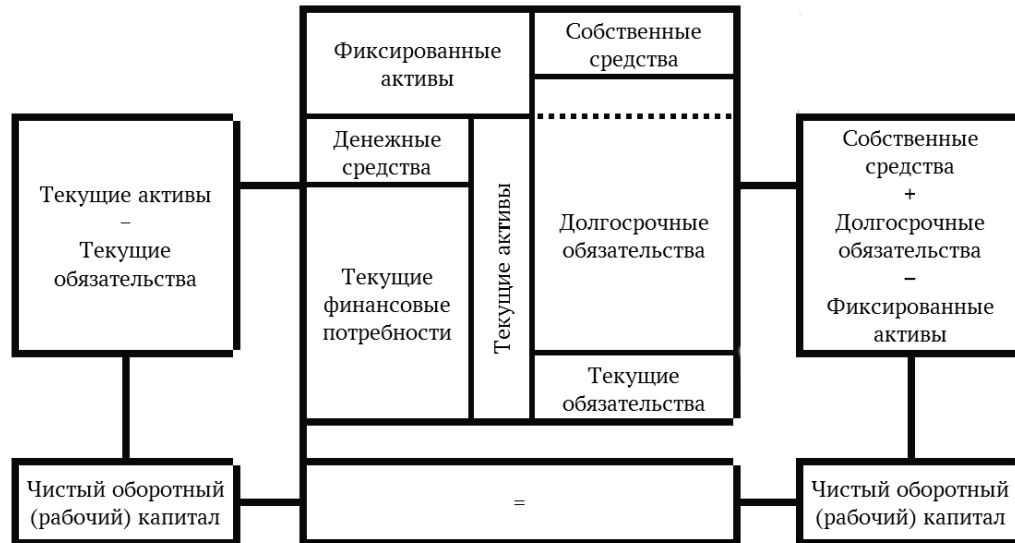 Фиксированные
активы
Собственные
средства
Денежные
средства
Текущие активы
Долгосрочные
обязательства
Текущие
финансовые
потребности
Текущие
обязательства
Текущие активы
–
Текущие
обязательства
Собственные
средства
+
Долгосрочные
обязательства
–
Фиксированные
активы
Чистый оборотный
(рабочий) капитал
=
Чистый оборотный
(рабочий) капитал